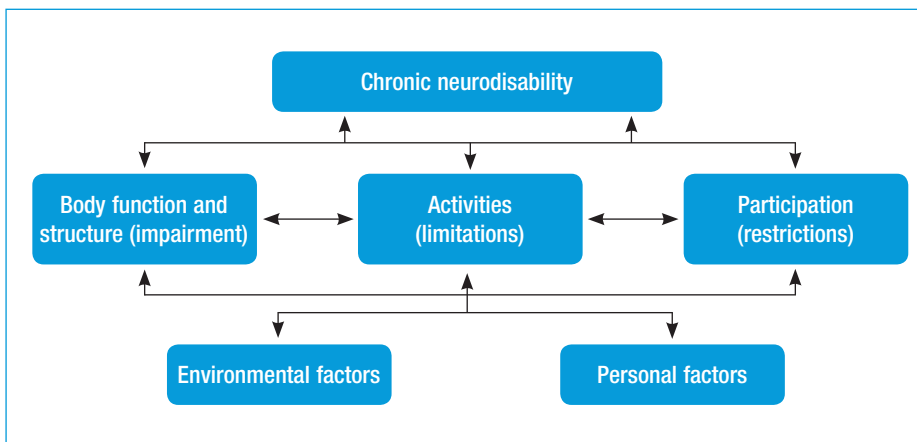 Chronic neurodisability
Body function and
structure (impairment)
Activities
(limitations)
Participation
(restrictions)
Environmental factors
Personal factors